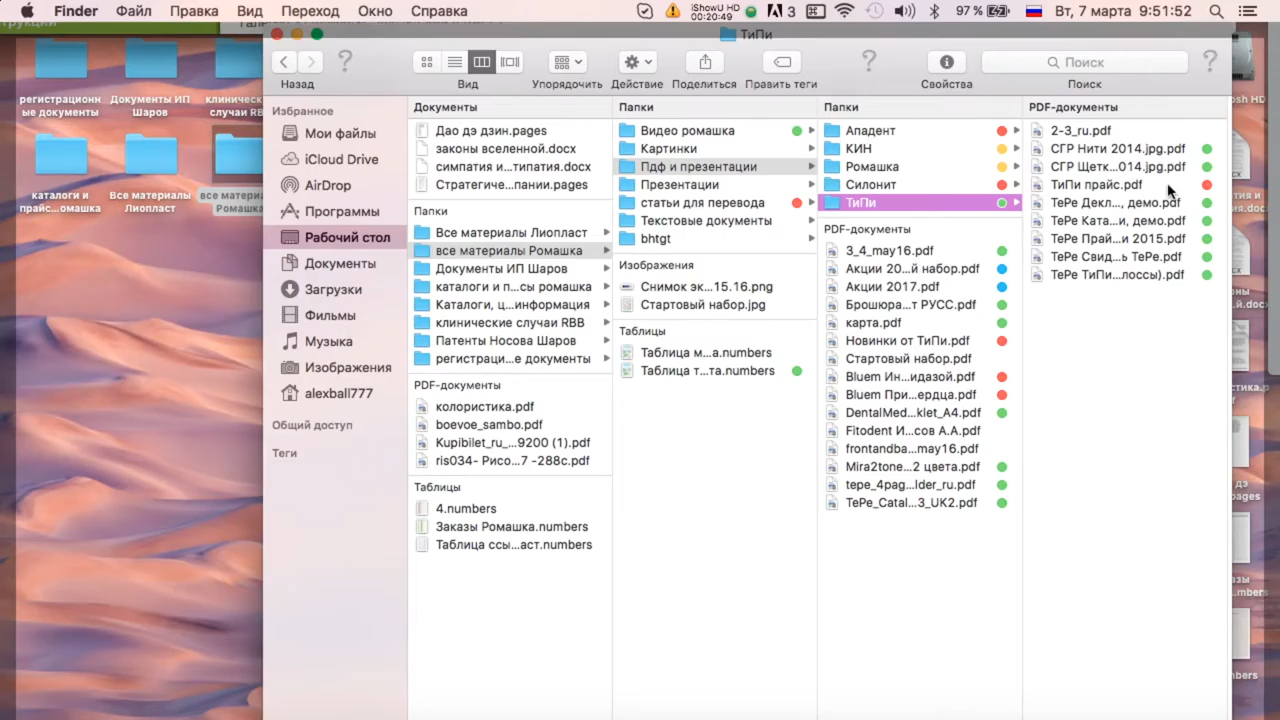 Finder Файл Правка Вид Переход Окно Справка iShowU HD 00:20:49 3 97 % Вт, 7 марта 9:51:52
ТиПи
Назад Вид Упорядочить Действие Поделиться Править теги Свойства Поиск
Поиск
регистрационн
ые документы
Документы ИП
Шаров
клинические
случаи RBB
каталоги и
прайс...омашка
Все материалы
Лиопласт
все материалы
Ромашка
Избранное
Мои файлы
iCloud Drive
AirDrop
Программы
Рабочий стол
Документы
Загрузки
Фильмы
Музыка
Изображения
alexball777
Общий доступ
Теги
Документы
Дао дэ дзин.pages
законы вселенной.docx
симпатия и...типатия.docx
Стратегиче...пании.pages
Папки
Все материалы Лиопласт
все материалы Ромашка
Документы ИП Шаров
каталоги и п...сы ромашка
Каталоги, ц...информация
клинические случаи RBB
Патенты Носова Шаров
регистраци...е документы
PDF-документы
колористика.pdf
boevoe_sambo.pdf
Kupibilet_ru_...9200 (1).pdf
ris034- Рисо...7 -288c.pdf
Таблицы
4.numbers
Заказы Ромашка.numbers
Таблица ссы...аст.numbers
Папки
Видео ромашка
Картинки
Пдф и презентации
Презентации
статьи для перевода
Текстовые документы
bhtgt
Изображения
Снимок эк...15.16.png
Стартовый набор.jpg
Таблицы
Таблица м...а.numbers
Таблица т...та.numbers
Папки
Ападент
КИН
Ромашка
Силонит
ТиПи
PDF-документы
3_4_may16.pdf
Акции 20...й набор.pdf
Акции 2017.pdf
Брошюра...т РУСС.pdf
карта.pdf
Новинки от ТиПи.pdf
Стартовый набор.pdf
Bluem Ин...идазой.pdf
Bluem При...ердца.pdf
DentalMed...klet_A4.pdf
Fitodent И...сов А.А.pdf
frontandba...may16.pdf
Mira2tone...2 цвета.pdf
tepe_4pag...lder_ru.pdf
TePe_Catal...3_UK2.pdf
PDF-документы
2-3_ru.pdf
СГР Нити 2014.jpg.pdf
СГР Щетк...014.jpg.pdf
ТиПи прайс.pdf
TePe Декл..., демо.pdf
TePe Ката...и, демо.pdf
TePe Прай...и 2015.pdf
TePe Свид...ь TePe.pdf
TePe ТиПи...лоссы).pdf